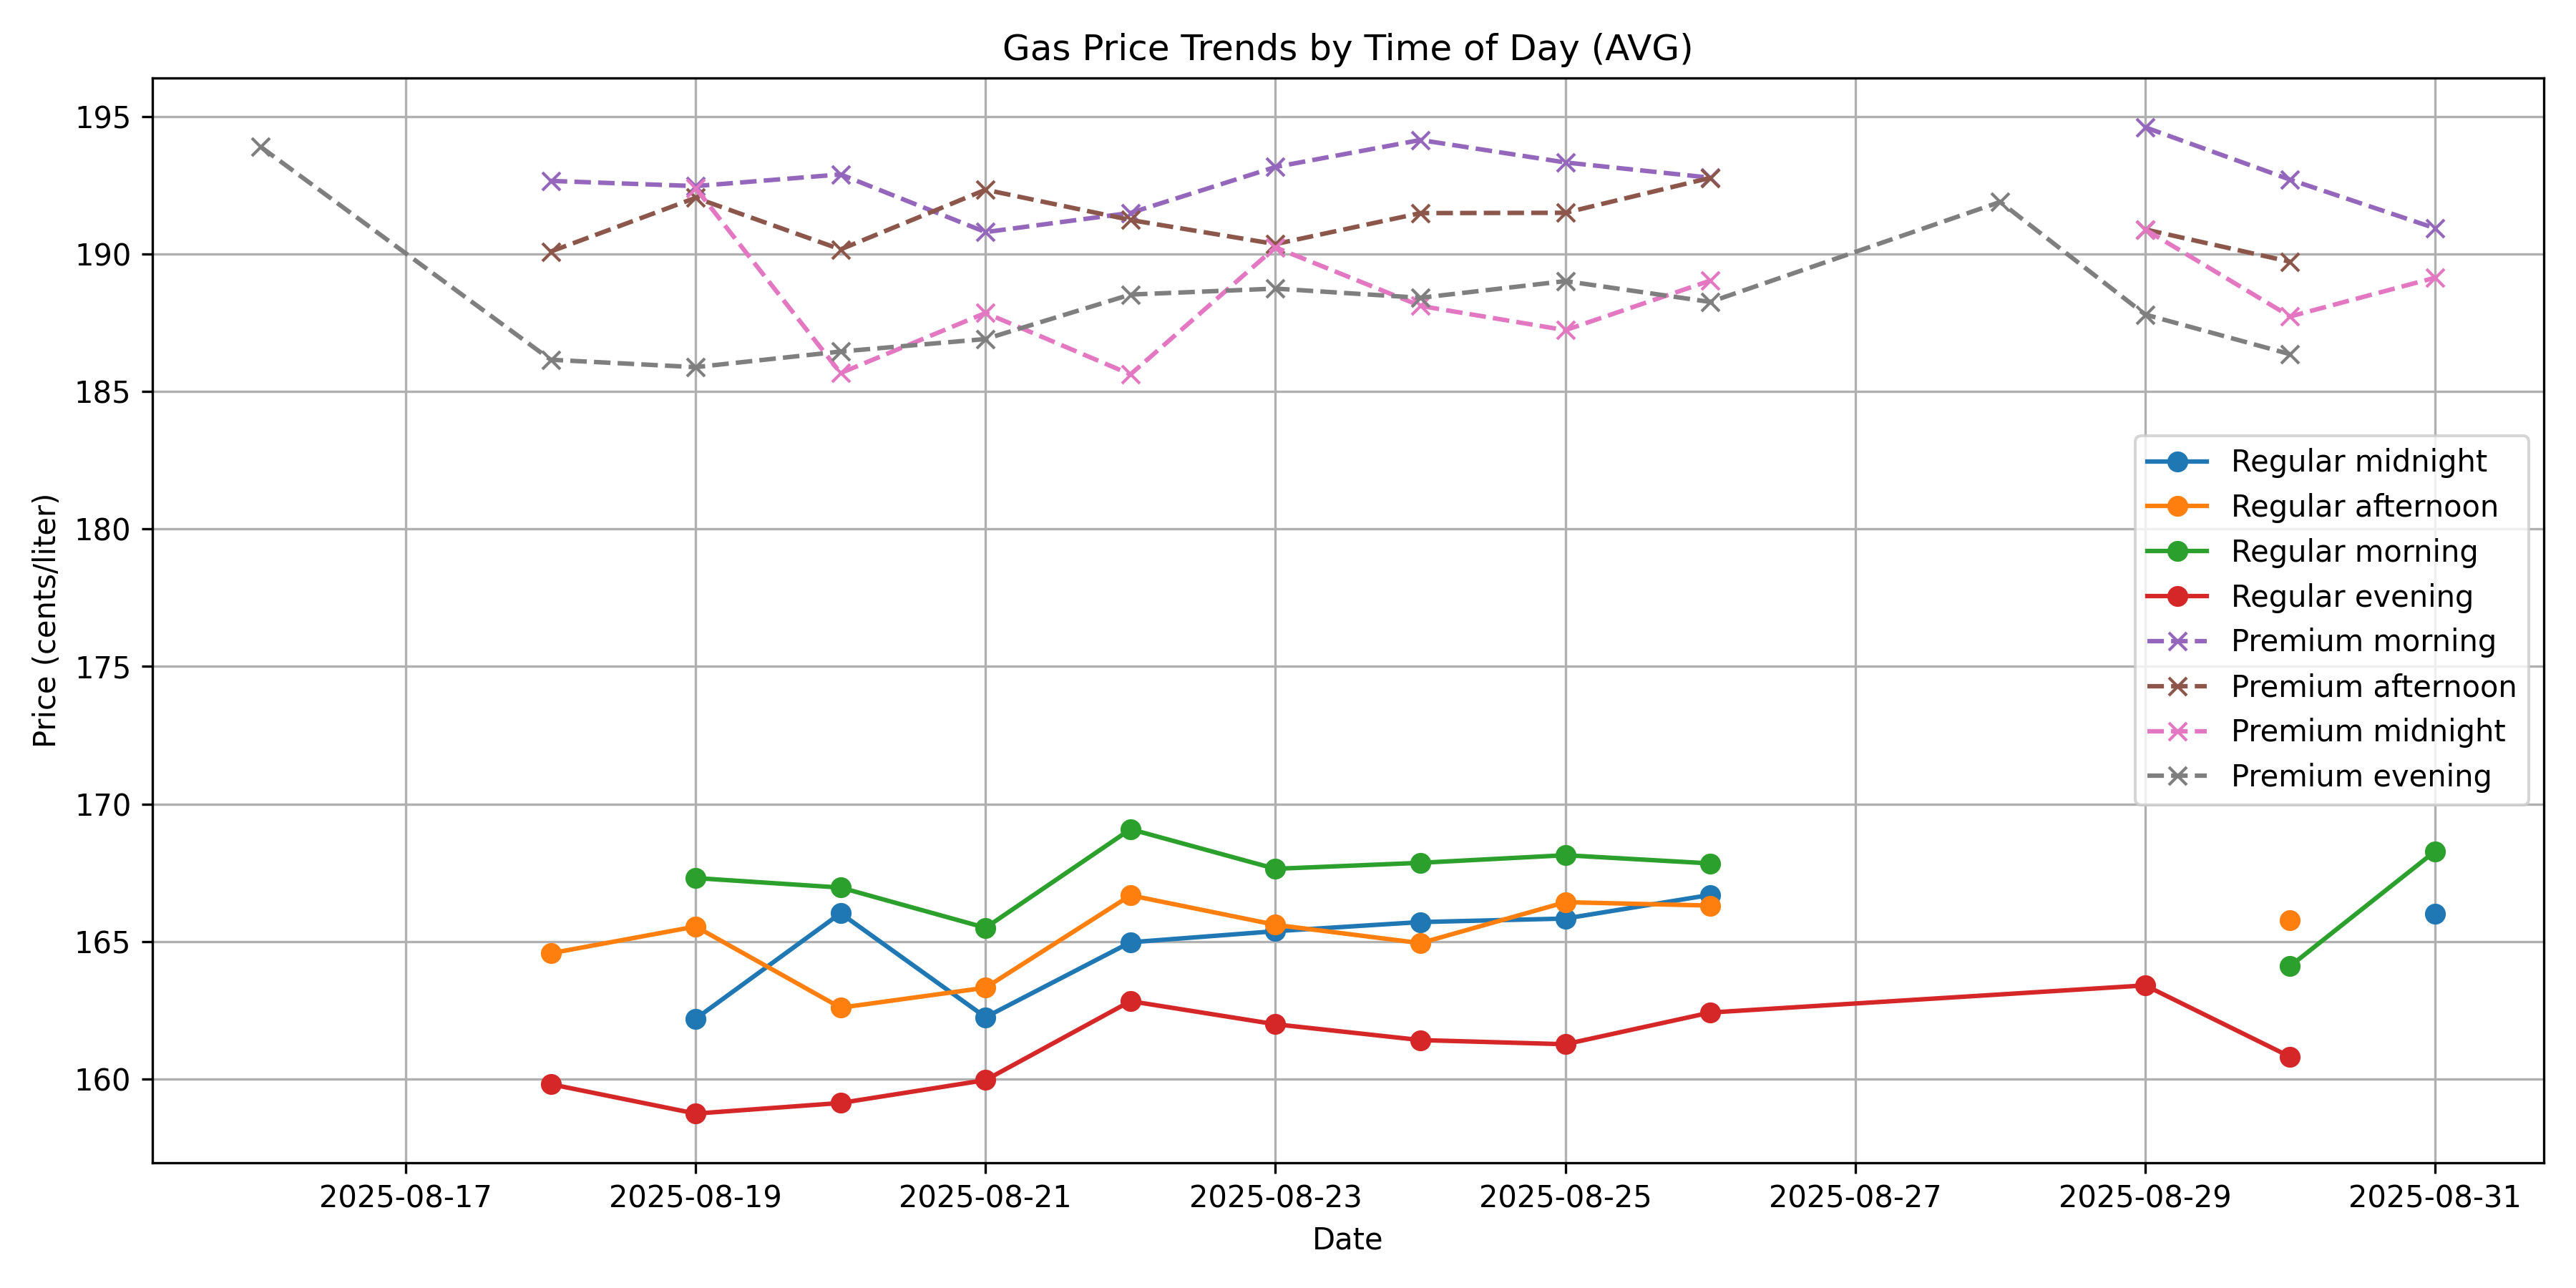 Gas Price Trends by Time of Day (AVG)
Price (cents/liter)
195
190
185
180
175
170
165
160
Regular midnight
Regular afternoon
Regular morning
Regular evening
Premium morning
Premium afternoon
Premium midnight
Premium evening
2025-08-17 2025-08-19 2025-08-21 2025-08-23 2025-08-25 2025-08-27 2025-08-29 2025-08-31
Date